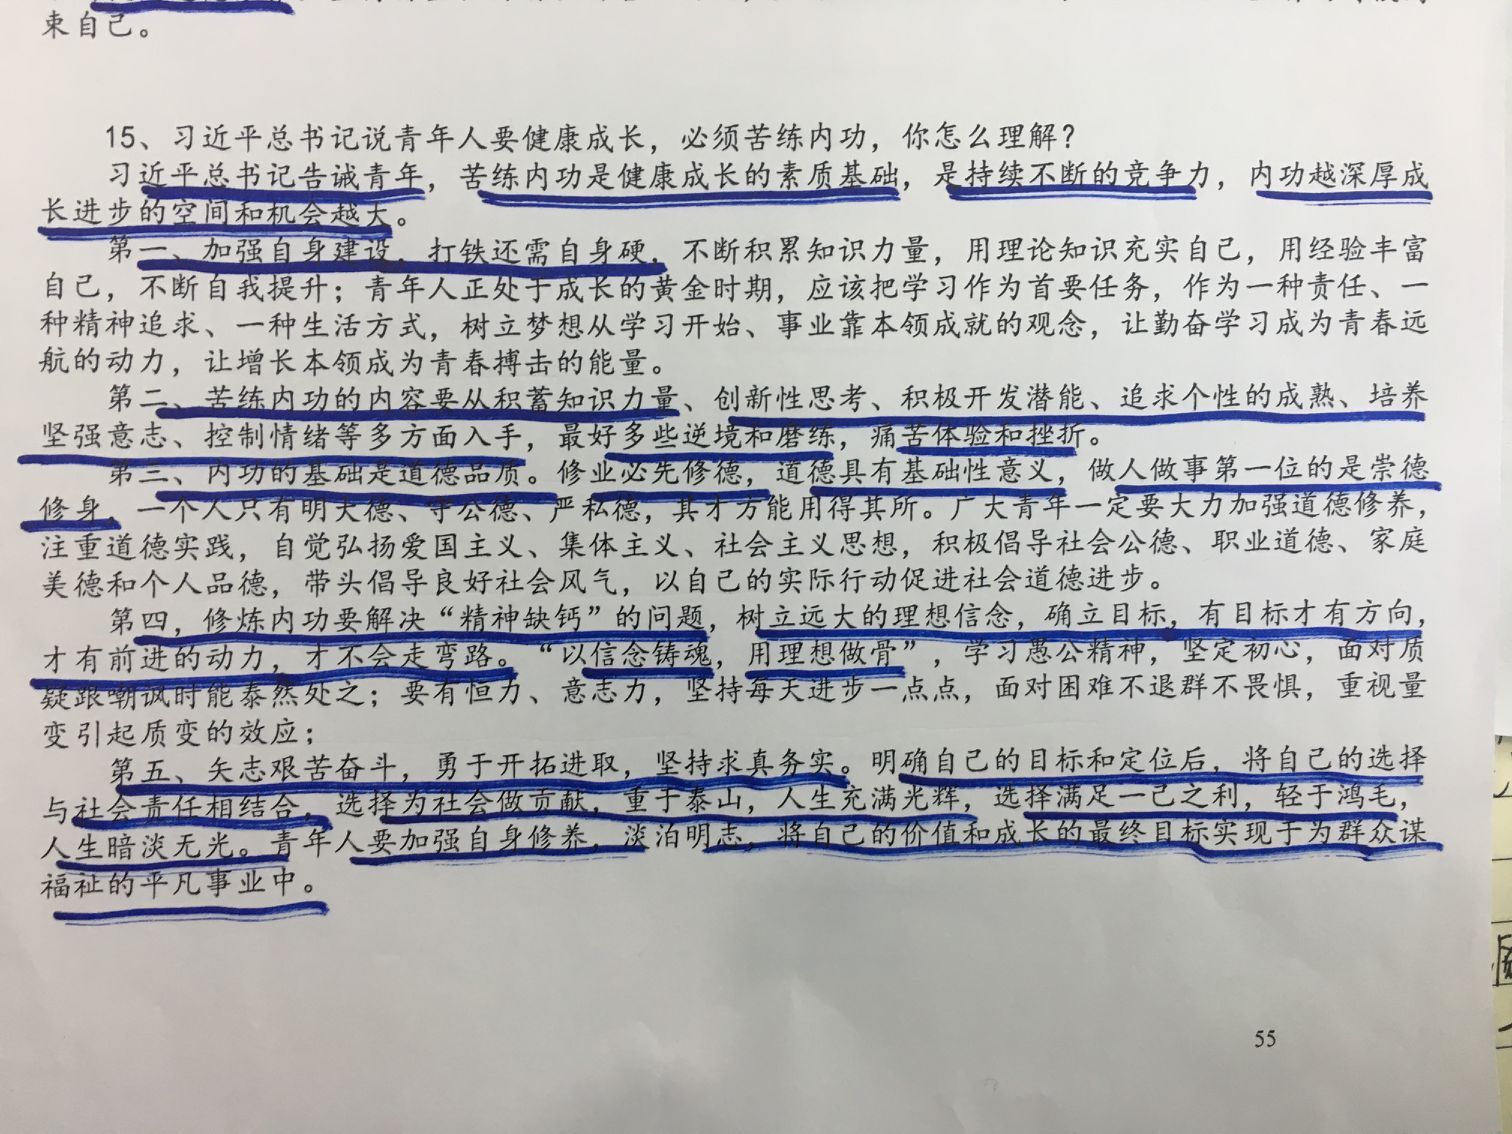 束自己。
15、习近平总书记说青年人要健康成长，必须苦练内功，你怎么理解？
习近平总书记告诫青年，苦练内功是健康成长的素质基础，是持续不断的竞争力，内功越深厚成
长进步的空间和机会越大。
第一、加强自身建设，打铁还需自身硬，不断积累知识力量，用理论知识充实自己，用经验丰富
自己，不断自我提升；青年人正处于成长的黄金时期，应该把学习作为首要任务，作为一种责任、一
种精神追求、一种生活方式，树立梦想从学习开始、事业靠本领成就的观念，让勤奋学习成为青春远
航的动力，让增长本领成为青春搏击的能量。
第二、苦练内功的内容要从积蓄知识力量、创新性思考、积极开发潜能、追求个性的成熟、培养
坚强意志、控制情绪等多方面入手，最好多些逆境和磨练，痛苦体验和挫折。
第三、内功的基础是道德品质。修业必先修德，道德具有基础性意义，做人做事第一位的是崇德
修身，一个人只有明大德、守公德、严私德，其才方能用得其所。广大青年一定要大力加强道德修养，
注重道德实践，自觉弘扬爱国主义、集体主义、社会主义思想，积极倡导社会公德、职业道德、家庭
美德和个人品德，带头倡导良好社会风气，以自己的实际行动促进社会道德进步。
第四，修炼内功要解决“精神缺钙”的问题，树立远大的理想信念，确立目标，有目标才有方向，
才有前进的动力，才不会走弯路。“以信念铸魂，用理想做骨”，学习愚公精神，坚定初心，面对质
疑跟嘲讽时能泰然处之；要有恒力、意志力，坚持每天进步一点点，面对困难不退群不畏惧，重视量
变引起质变的效应；
第五、矢志艰苦奋斗，勇于开拓进取，坚持求真务实。明确自己的目标和定位后，将自己的选择
与社会责任相结合。选择为社会做贡献，重于泰山，人生充满光辉，选择满足一己之利，轻于鸿毛，
人生暗淡无光。青年人要加强自身修养，淡泊明志，将自己的价值和成长的最终目标实现于为群众谋
福祉的平凡事业中。
55